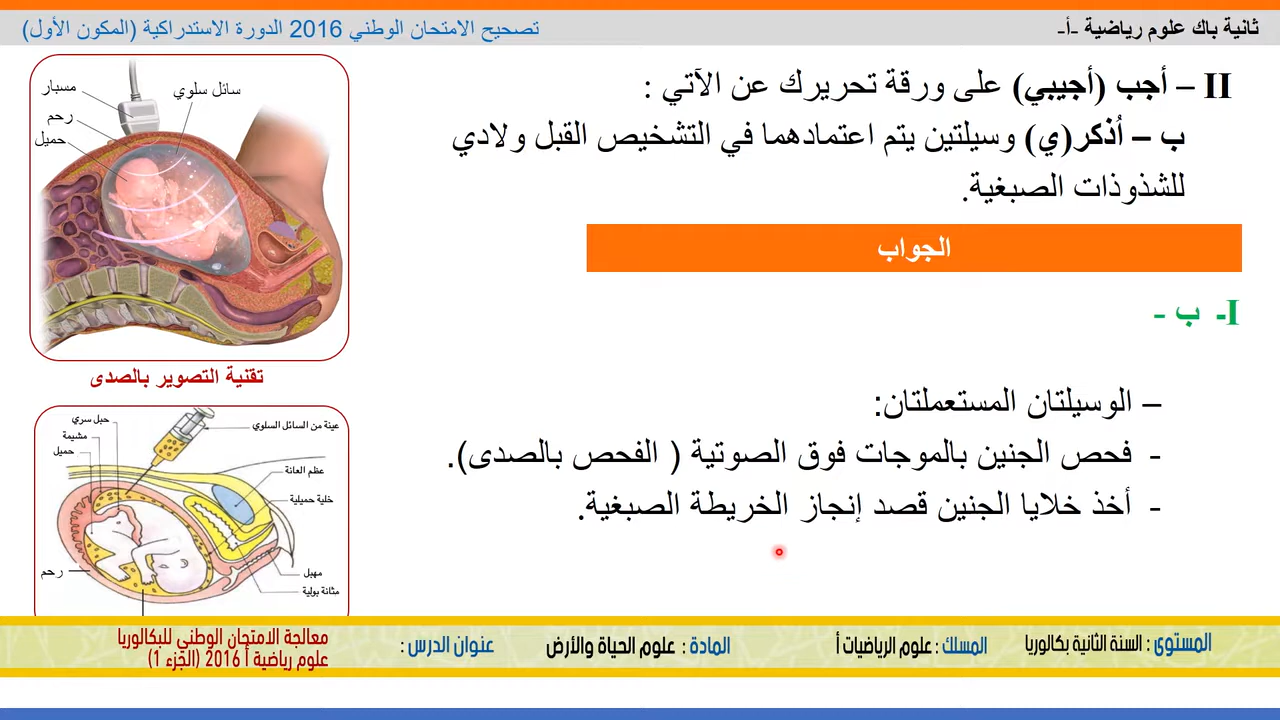 ثانية باك علوم رياضية -أ-
تصحيح الامتحان الوطني 2016 الدورة الاستدراكية (المكون الأول)
II – أجب (أجيبي) على ورقة تحريرك عن الآتي :
ب – اُذكر(ي) وسيلتين يتم اعتمادهما في التشخيص القبل ولادي
للشذوذات الصبغية.
الجواب
I- ب -
– الوسيلتان المستعملتان:
- فحص الجنين بالموجات فوق الصوتية ( الفحص بالصدى).
- أخذ خلايا الجنين قصد إنجاز الخريطة الصبغية.
مسبار
سائل سلوي
رحم
حميل
تقنية التصوير بالصدى
حبل سري
عينة من السائل السلوي
مشيمة
حميل
عظم العانة
خلية حميلية
رحم
مهبل
مثانة بولية
المستوى : السنة الثانية بكالوريا
المسلك : علوم الرياضيات أ
المادة : علوم الحياة والأرض
عنوان الدرس :
معالجة الامتحان الوطني للبكالوريا
علوم رياضية أ 2016 (الجزء 1)